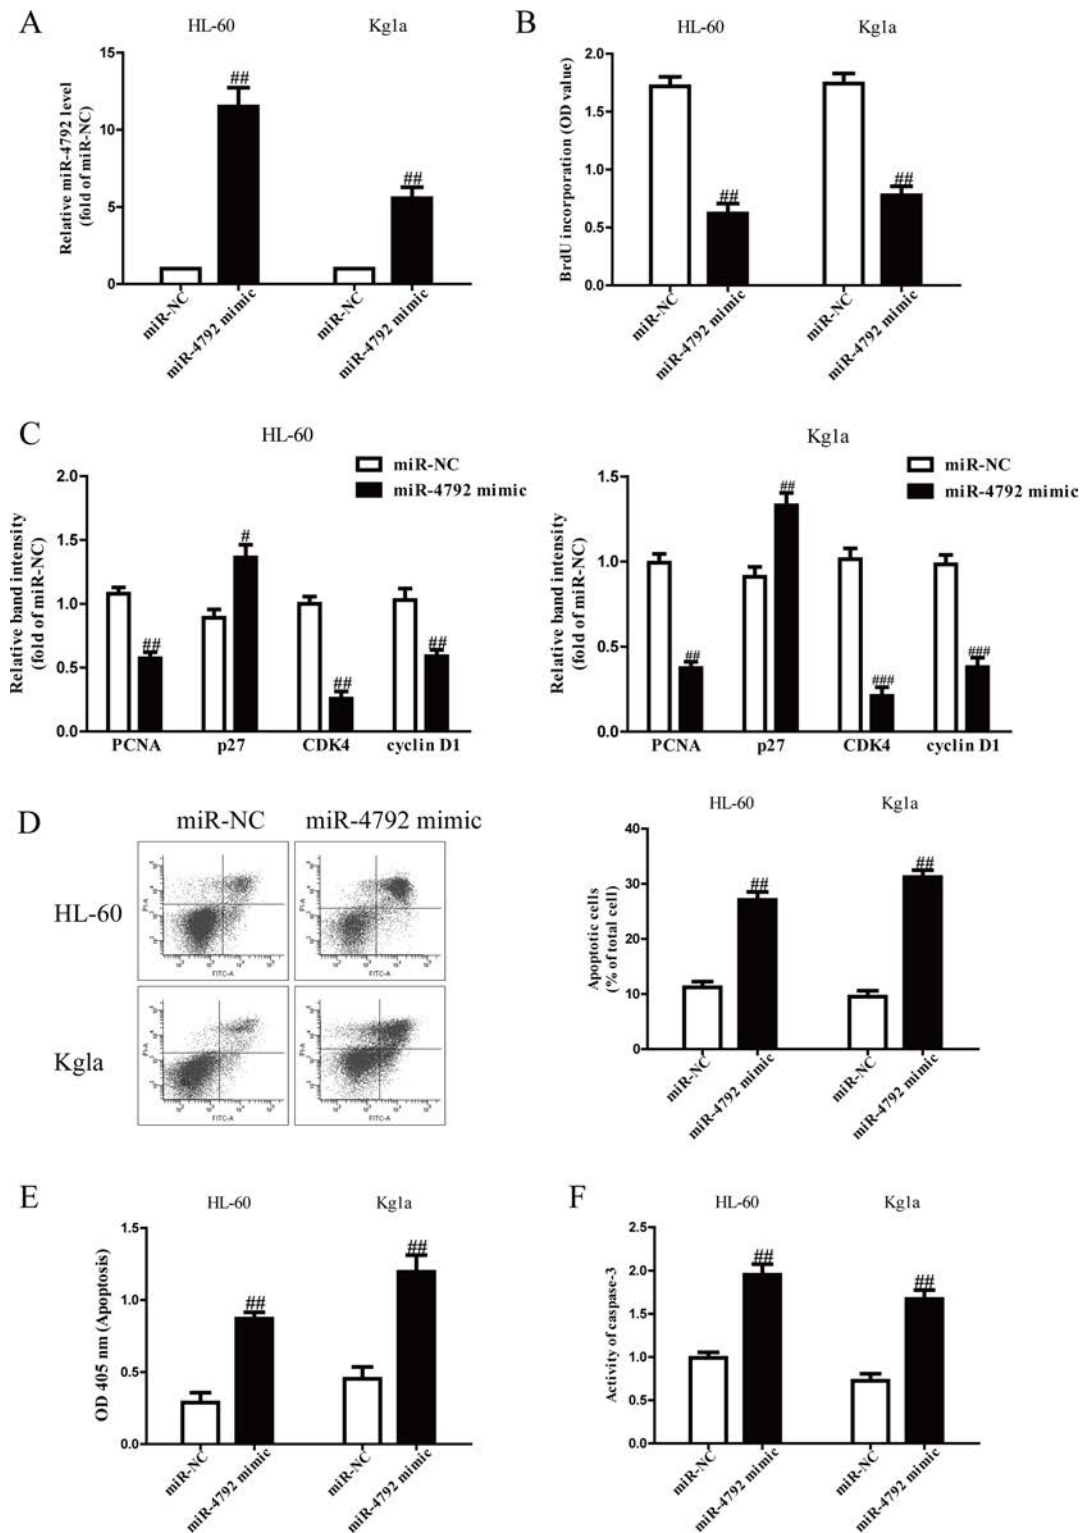 A
HL-60 Kg1a
Relative miR-4792 level
(fold of miR-NC)
15
10
5
0
##
##
miR-NC
miR-4792 mimic
miR-NC
miR-4792 mimic
B
HL-60 Kg1a
BrdU incorporation (OD value)
2.0
1.5
1.0
0.5
0.0
##
##
miR-NC
miR-4792 mimic
miR-NC
miR-4792 mimic
C
HL-60
miR-NC
miR-4792 mimic
Relative band intensity
(fold of miR-NC)
2.0
1.5
1.0
0.5
0.0
##
#
##
##
PCNA p27 CDK4 cyclin D1
Kg1a
miR-NC
miR-4792 mimic
Relative band intensity
(fold of miR-NC)
1.5
1.0
0.5
0.0
##
##
###
###
PCNA p27 CDK4 cyclin D1
D
miR-NC miR-4792 mimic
HL-60
PI-A
FITC-A
PI-A
FITC-A
Kg1a
PI-A
FITC-A
PI-A
FITC-A
HL-60 Kg1a
Apoptotic cells
(% of total cell)
40
30
20
10
0
##
##
miR-NC
miR-4792 mimic
miR-NC
miR-4792 mimic
E
HL-60 Kg1a
OD 405 nm (Apoptosis)
1.5
1.0
0.5
0.0
##
##
miR-NC
miR-4792 mimic
miR-NC
miR-4792 mimic
F
HL-60 Kg1a
Activity of caspase-3
2.5
2.0
1.5
1.0
0.5
0.0
##
##
miR-NC
miR-4792 mimic
miR-NC
miR-4792 mimic